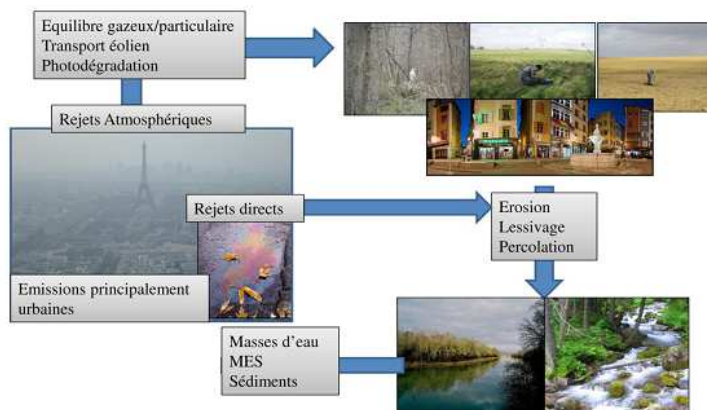 Equilibre gazeux/particulaire
Transport éolien
Photodégradation
Rejets Atmosphériques
Rejets directs
Erosion
Lessivage
Percolation
Emissions principalement
urbaines
Masses d'eau
MES
Sédiments